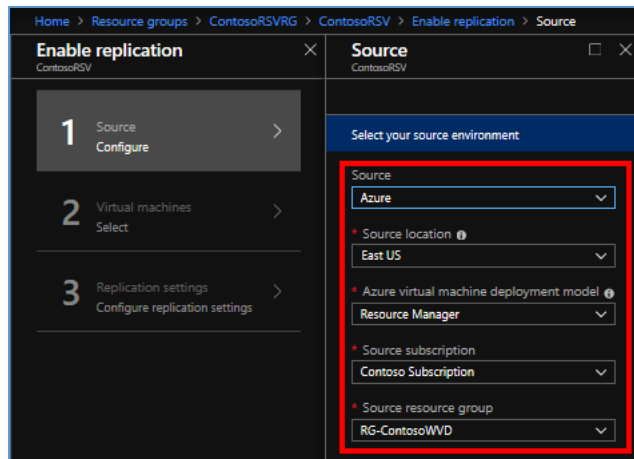 Home > Resource groups > ContosoRSVRG > ContosoRSV > Enable replication > Source
Enable replication
ContosoRSV
1
Source
Configure
2
Virtual machines
Select
3
Replication settings
Configure replication settings
Source
ContosoRSV
Select your source environment
Source
Azure
* Source location
East US
* Azure virtual machine deployment model
Resource Manager
* Source subscription
Contoso Subscription
* Source resource group
RG-ContosoWVD